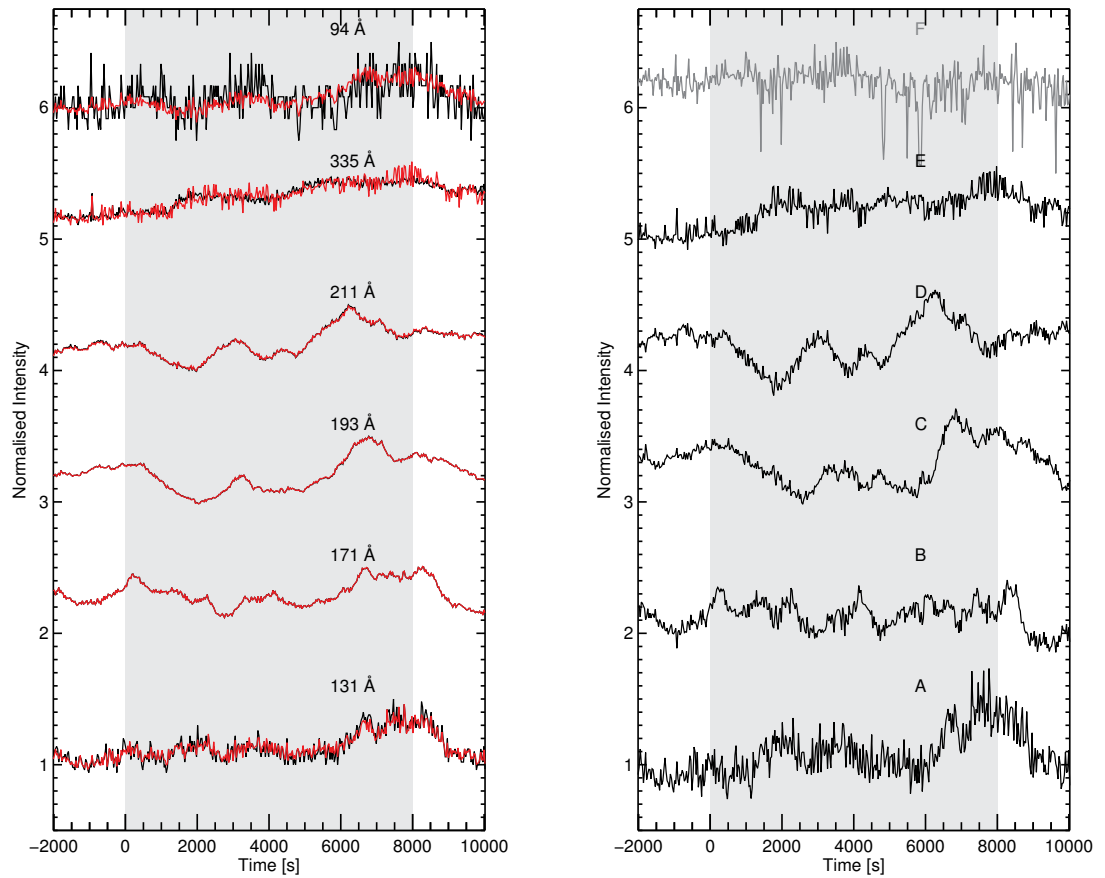 94 Å
6
335 Å
5
211 Å
4
193 Å
3
171 Å
2
131 Å
1
Normalised Intensity
−2000 0 2000 4000 6000 8000 10000
Time [s]
F
6
E
5
D
4
C
3
B
2
A
1
Normalised Intensity
−2000 0 2000 4000 6000 8000 10000
Time [s]